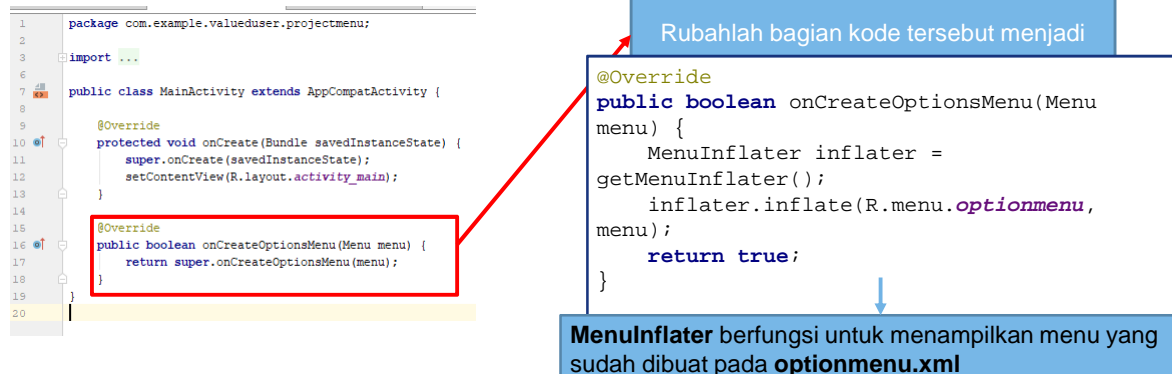 1 package com.example.valueduser.projectmenu;
2
3 import ...
6
7 public class MainActivity extends AppCompatActivity {
8
9 @Override
10 protected void onCreate(Bundle savedInstanceState) {
11 super.onCreate(savedInstanceState);
12 setContentView(R.layout.activity_main);
13 }
14
15 @Override
16 public boolean onCreateOptionsMenu(Menu menu) {
17 return super.onCreateOptionsMenu(menu);
18 }
19 }
20
Rubahlah bagian kode tersebut menjadi
@Override
public boolean onCreateOptionsMenu(Menu
menu) {
MenuInflater inflater =
getMenuInflater();
inflater.inflate(R.menu.optionmenu,
menu);
return true;
}
MenuInflater berfungsi untuk menampilkan menu yang
sudah dibuat pada optionmenu.xml